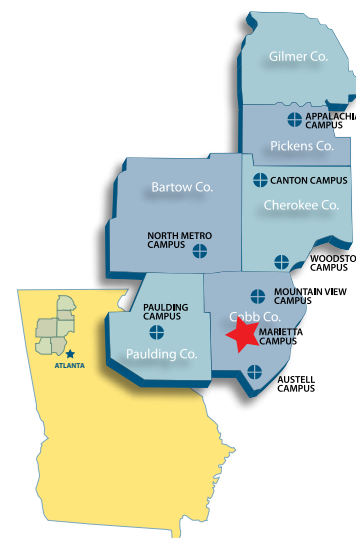 Gilmer Co.
APPALACHIA
CAMPUS
Pickens Co.
CANTON CAMPUS
Bartow Co.
Cherokee Co.
NORTH METRO
CAMPUS
WOODSTO
CAMPUS
MOUNTAIN VIEW
CAMPUS
PAULDING
CAMPUS
Cobb Co.
MARIETTA
CAMPUS
Paulding Co.
ATLANTA
AUSTELL
CAMPUS